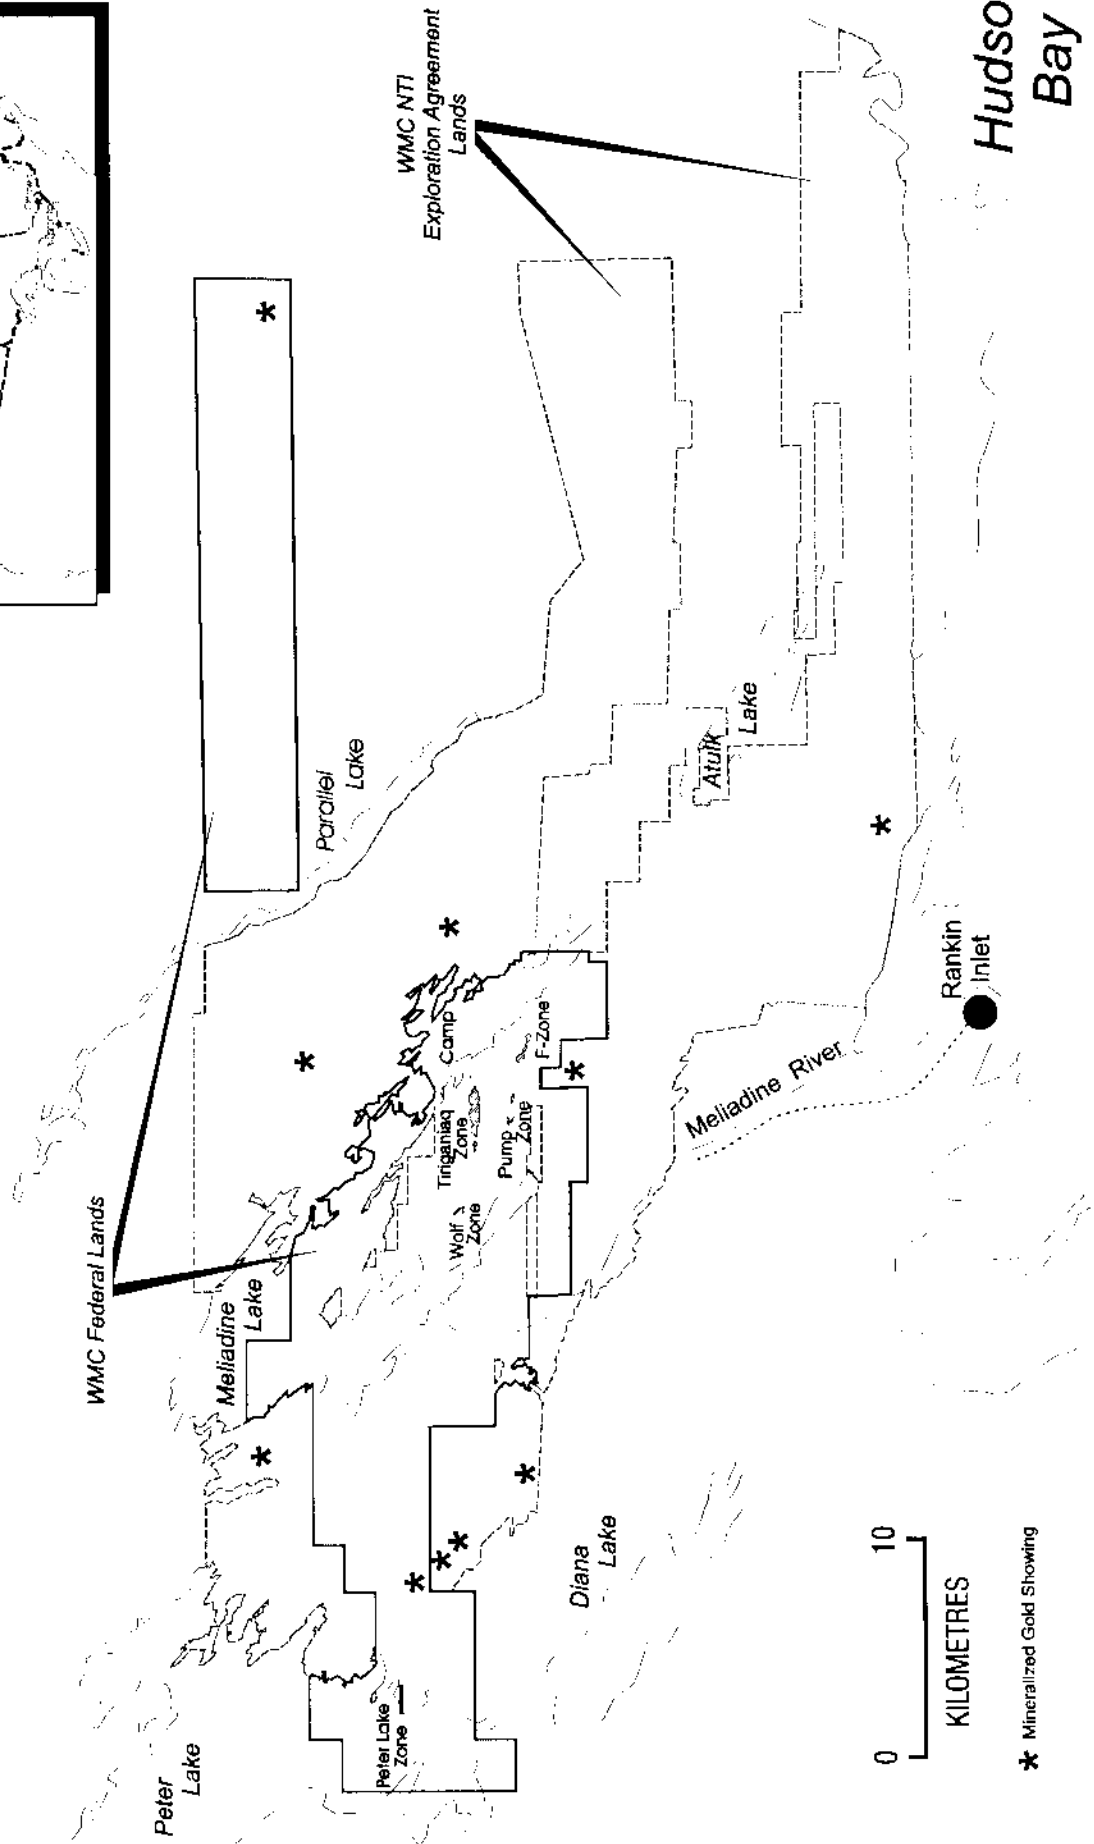 Hudso
Bay
WMC NTI
Exploration Agreement
Lands
WMC Federal Lands
Parallel
Lake
Atulik
Lake
Meliadine
Lake
Camp
F-Zone
Tiriganiaq
Zone
Pump
Zone
Wolf
Zone
Meliadine River
Rankin
Inlet
Diana
Lake
Peter Lake
Zone
Peter
Lake
0
10
KILOMETRES
* Mineralized Gold Showing